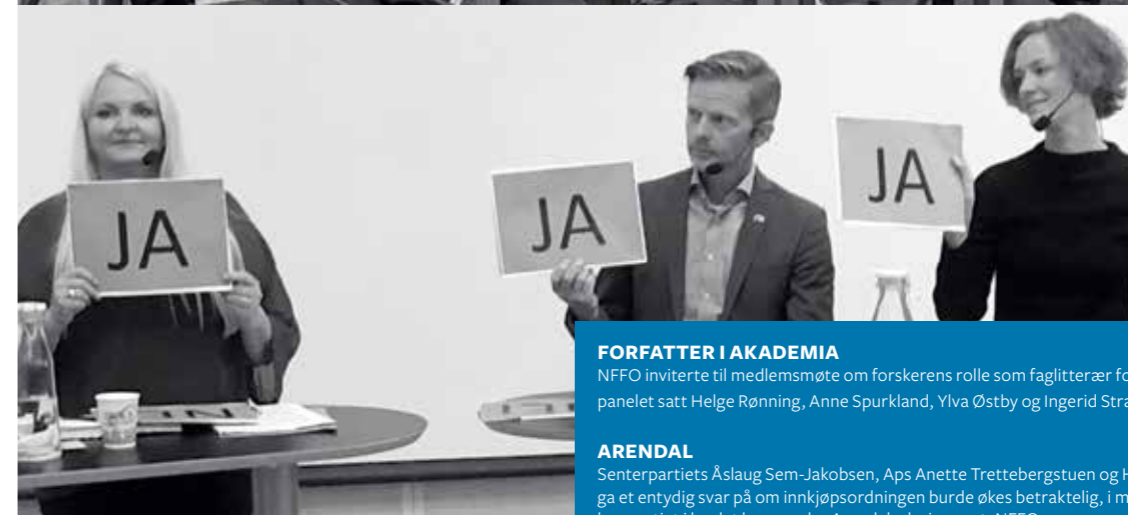 JA
JA
JA
FORFATTER I AKADEMIA
NFFO inviterte til medlemsmøte om forskerens rolle som faglitterær
panelet satt Helge Rønning, Anne Spurkland, Ylva Østby og Ingerid
ARENDAL
Senterpartiets Åslaug Sem-Jakobsen, Aps Anette Trettebergstuen og
ga et entydig svar på om innkjøpsordningen burde økes betraktelig, i